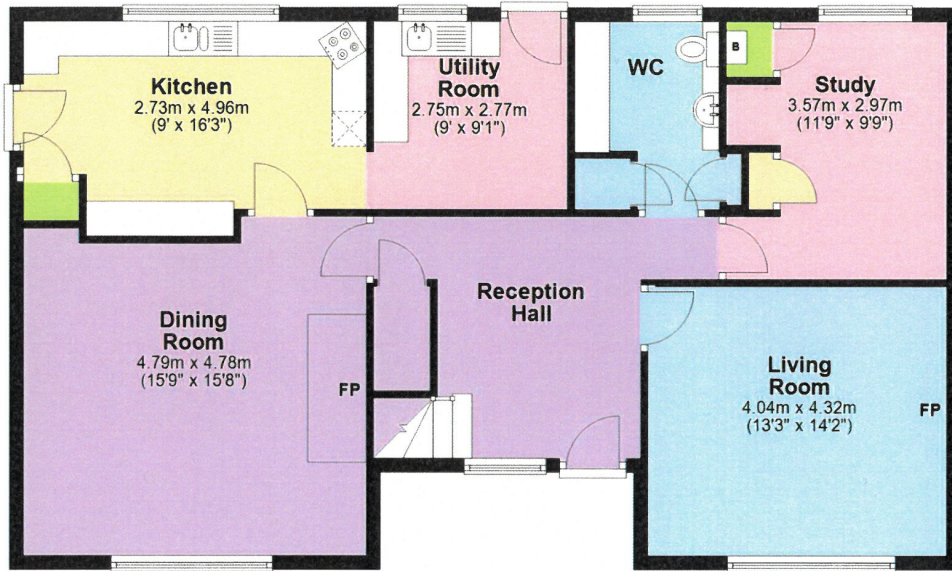 Kitchen
2.73m x 4.96m
(9' x 16'3")
Utility
Room
2.75m x 2.77m
(9' x 9'1")
WC
B
Study
3.57m x 2.97m
(11'9" x 9'9")
Dining
Room
4.79m x 4.78m
(15'9" x 15'8")
FP
Reception
Hall
Living
Room
4.04m x 4.32m
(13'3" x 14'2")
FP